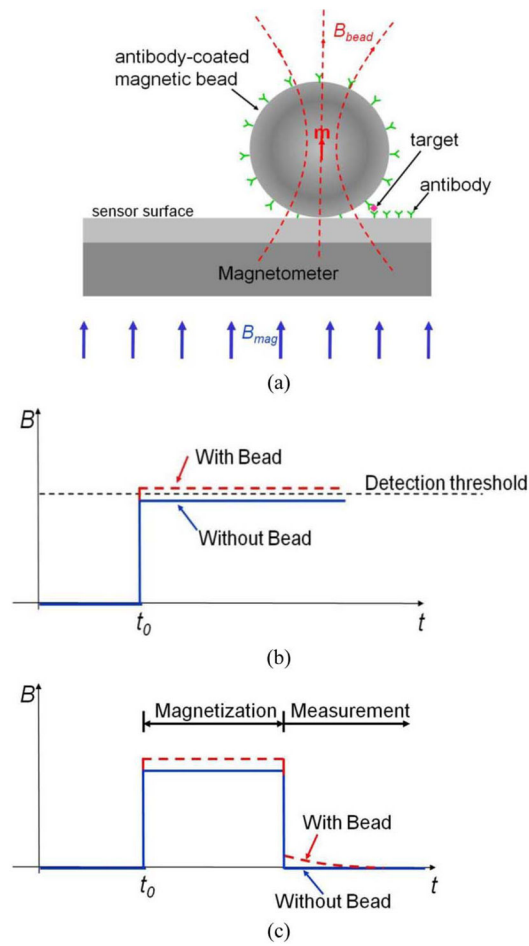 B_bead
antibody-coated
magnetic bead
m
target
antibody
sensor surface
Magnetometer
B_mag
(a)
B
With Bead
Detection threshold
Without Bead
t_0
t
(b)
B
Magnetization
Measurement
With Bead
t_0
Without Bead
t
(c)